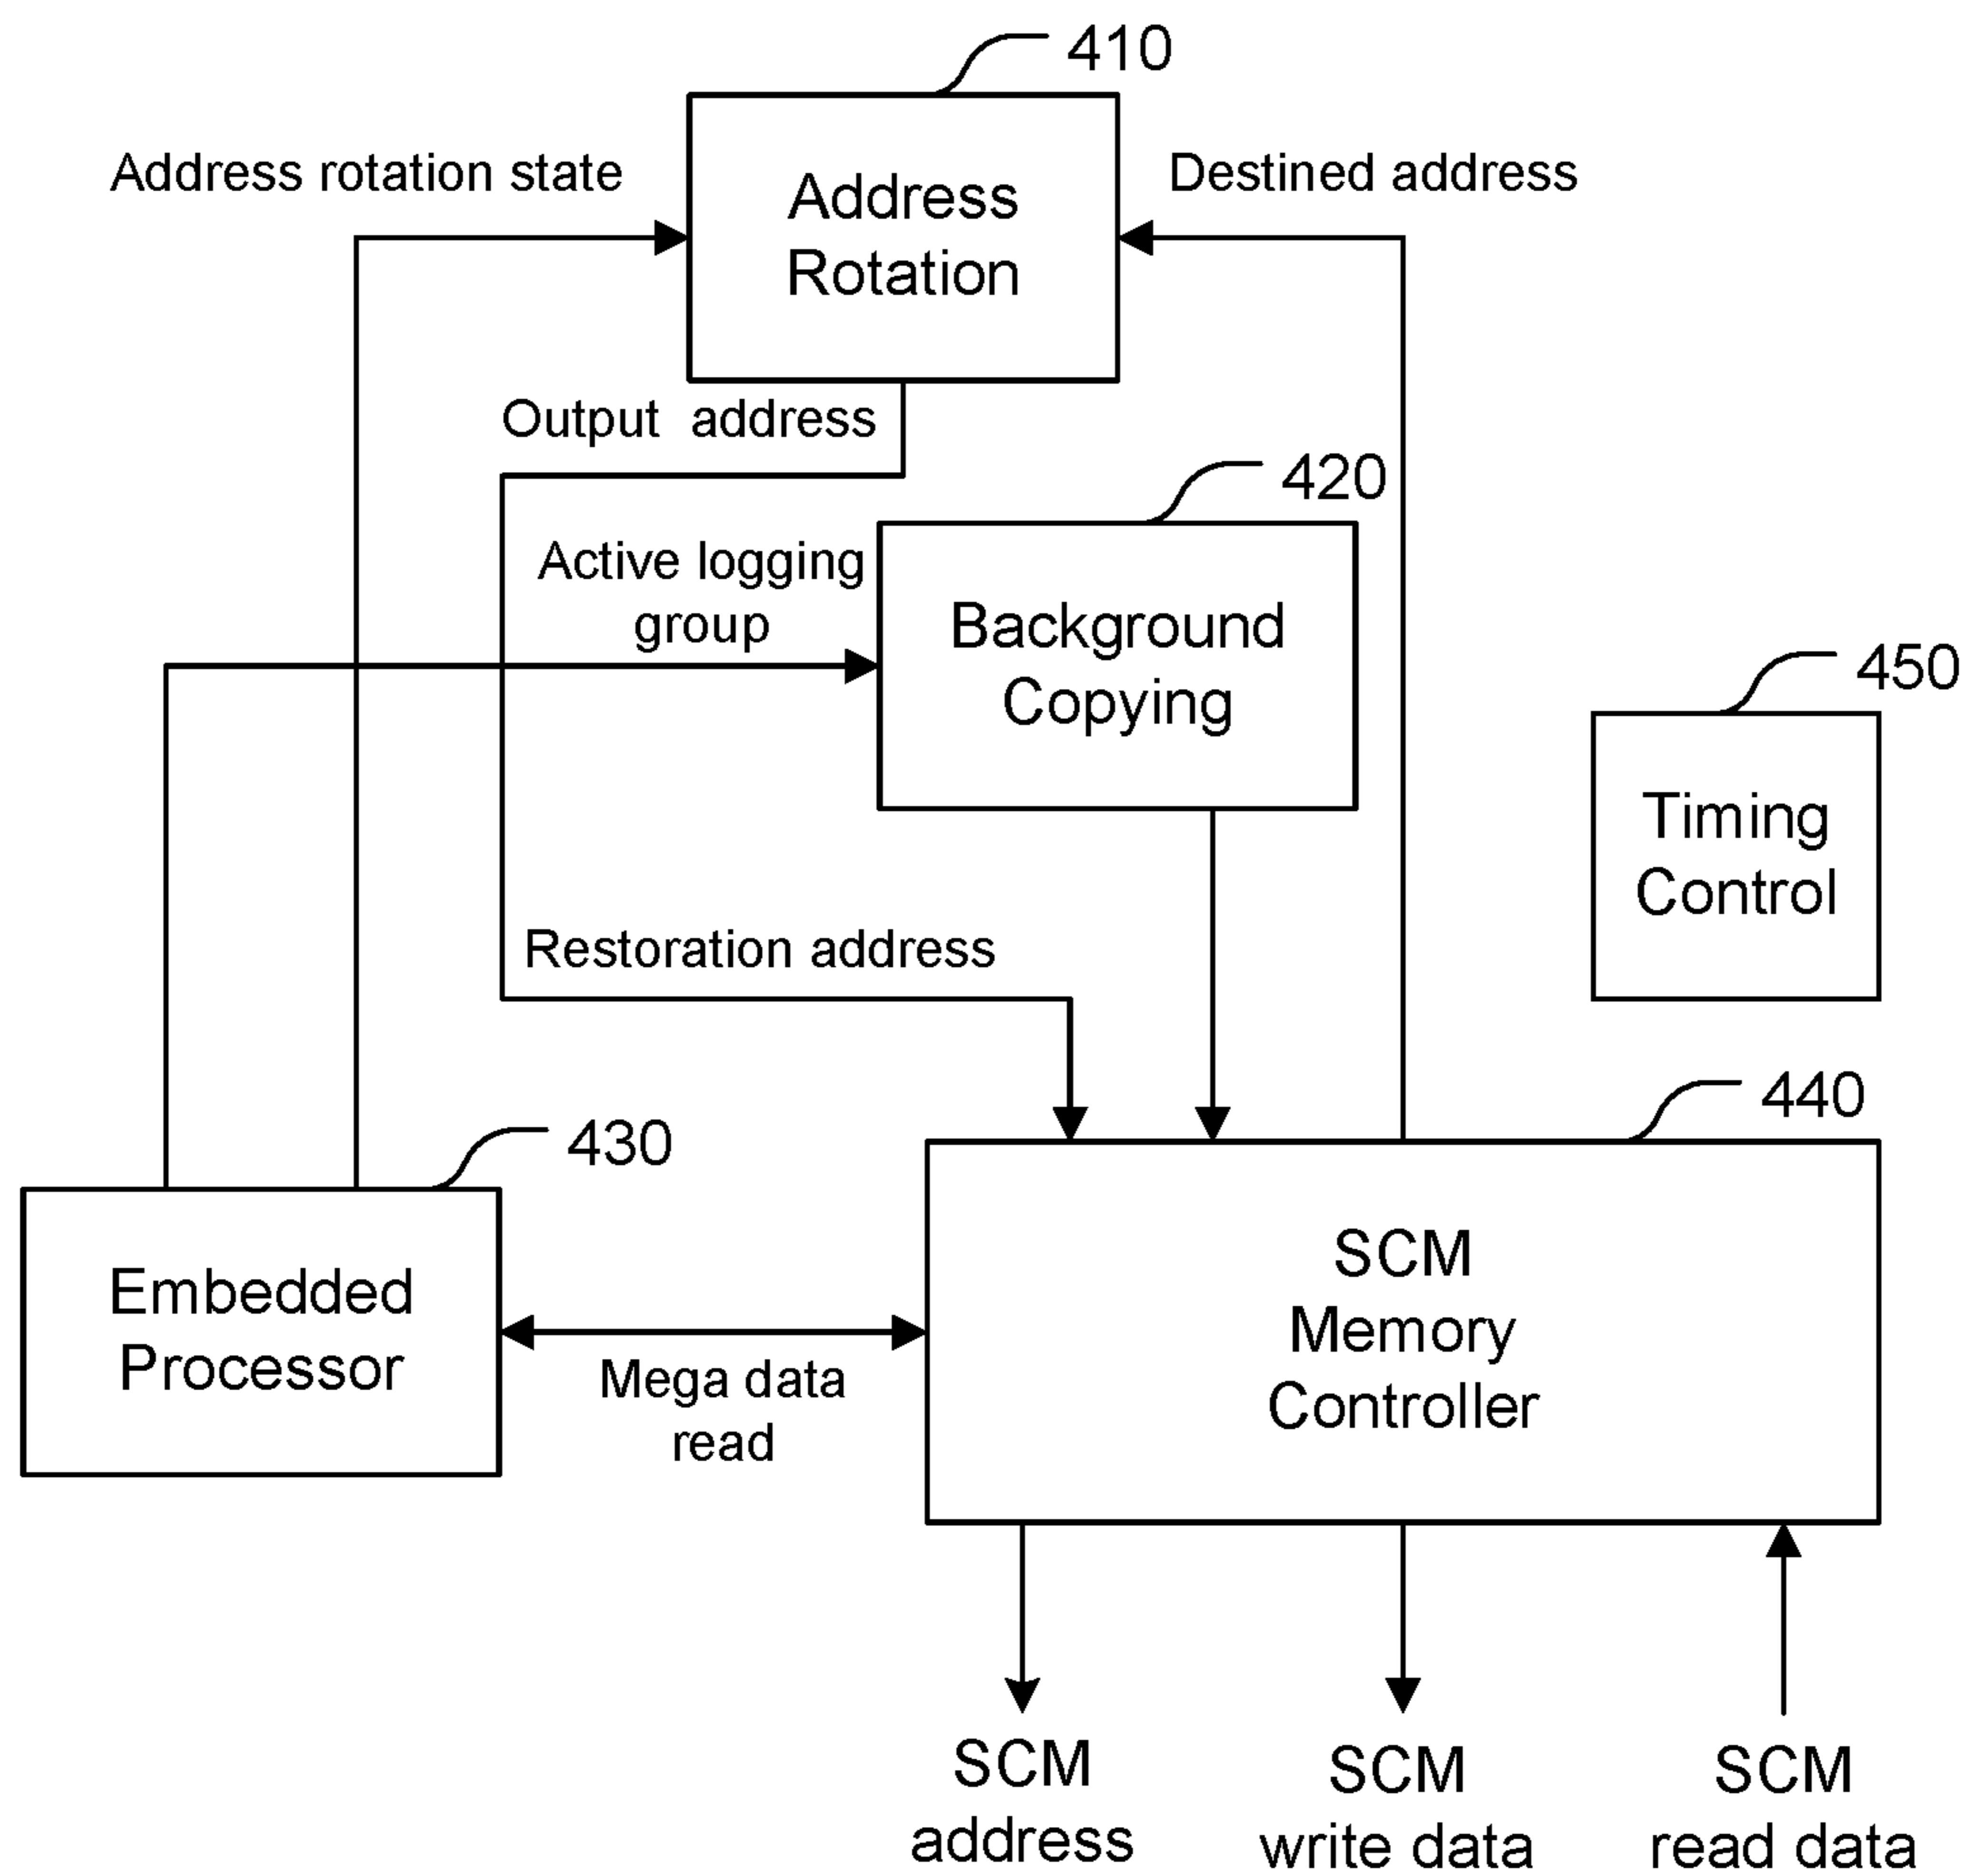 410
Address rotation state
Destined address
Address
Rotation
Output address
420
Active logging
group
Background
Copying
450
Timing
Control
Restoration address
440
430
SCM
Memory
Controller
Embedded
Processor
Mega data
read
SCM
address
SCM
write data
SCM
read data